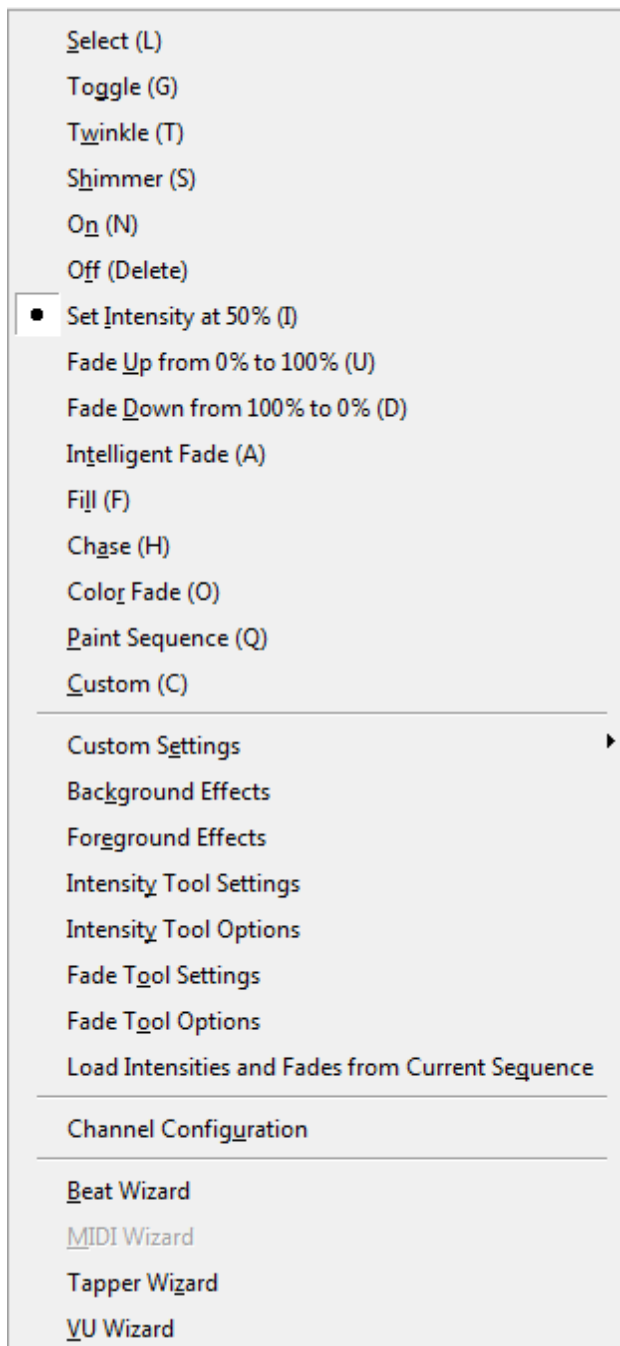 Select (L)
Toggle (G)
Twinkle (T)
Shimmer (S)
On (N)
Off (Delete)
Set Intensity at 50% (I)
Fade Up from 0% to 100% (U)
Fade Down from 100% to 0% (D)
Intelligent Fade (A)
Fill (F)
Chase (H)
Color Fade (O)
Paint Sequence (Q)
Custom (C)
Custom Settings
Background Effects
Foreground Effects
Intensity Tool Settings
Intensity Tool Options
Fade Tool Settings
Fade Tool Options
Load Intensities and Fades from Current Sequence
Channel Configuration
Beat Wizard
MIDI Wizard
Tapper Wizard
VU Wizard